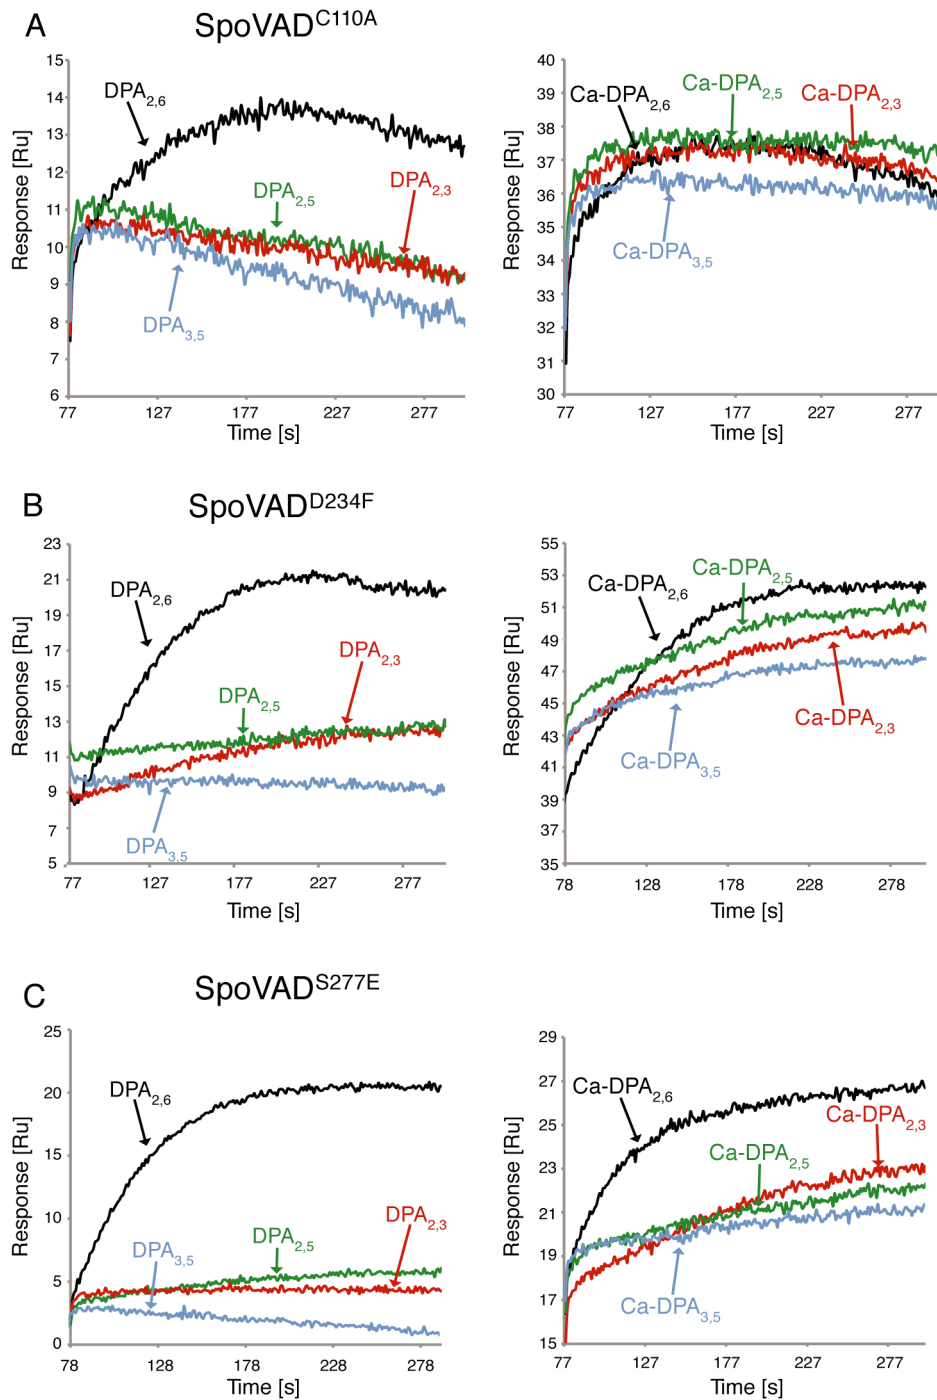 A
SpoVAD^C110A
Response [Ru]
15
14
13
12
11
10
9
8
7
6
DPA2,6
DPA2,5
DPA2,3
DPA3,5
77 127 177 227 277
Time [s]
Response [Ru]
40
39
38
37
36
35
34
33
32
31
30
Ca-DPA2,6
Ca-DPA2,5
Ca-DPA2,3
Ca-DPA3,5
77 127 177 227 277
Time [s]
B
SpoVAD^D234F
Response [Ru]
23
21
19
17
15
13
11
9
7
5
DPA2,6
DPA2,3
DPA2,5
DPA3,5
77 127 177 227 277
Time [s]
Response [Ru]
55
53
51
49
47
45
43
41
39
37
35
Ca-DPA2,6
Ca-DPA2,5
Ca-DPA2,3
Ca-DPA3,5
78 128 178 228 278
Time [s]
C
SpoVAD^S277E
Response [Ru]
25
20
15
10
5
0
DPA2,6
DPA3,5
DPA2,5
DPA2,3
78 128 178 228 278
Time [s]
Response [Ru]
29
27
25
23
21
19
17
15
Ca-DPA2,6
Ca-DPA2,3
Ca-DPA2,5
Ca-DPA3,5
77 127 177 227 277
Time [s]